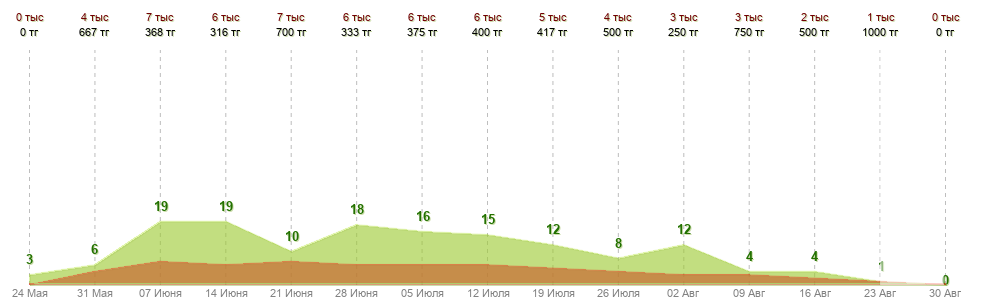 0 тыс 4 тыс 7 тыс 6 тыс 7 тыс 6 тыс 6 тыс 6 тыс 5 тыс 4 тыс 3 тыс 3 тыс 2 тыс 1 тыс 0 тыс
0 тг 667 тг 368 тг 316 тг 700 тг 333 тг 375 тг 400 тг 417 тг 500 тг 250 тг 750 тг 500 тг 1000 тг 0 тг
3 6 19 19 10 18 16 15 12 8 12 4 4 1 0
24 Мая 31 Мая 07 Июня 14 Июня 21 Июня 28 Июня 05 Июля 12 Июля 19 Июля 26 Июля 02 Авг 09 Авг 16 Авг 23 Авг 30 Авг